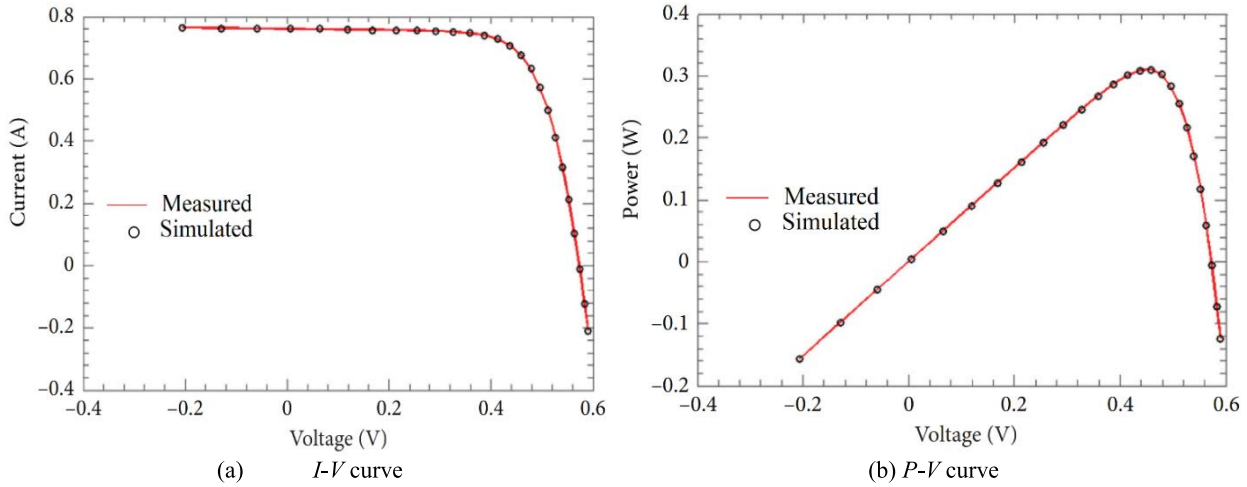 0.8
0.6
0.4
0.2
0
−0.2
−0.4
Current (A)
Measured
Simulated
−0.4
−0.2
0
0.2
0.4
0.6
Voltage (V)
(a) I-V curve
0.4
0.3
0.2
0.1
0
−0.1
−0.2
Power (W)
Measured
Simulated
−0.4
−0.2
0
0.2
0.4
0.6
Voltage (V)
(b) P-V curve